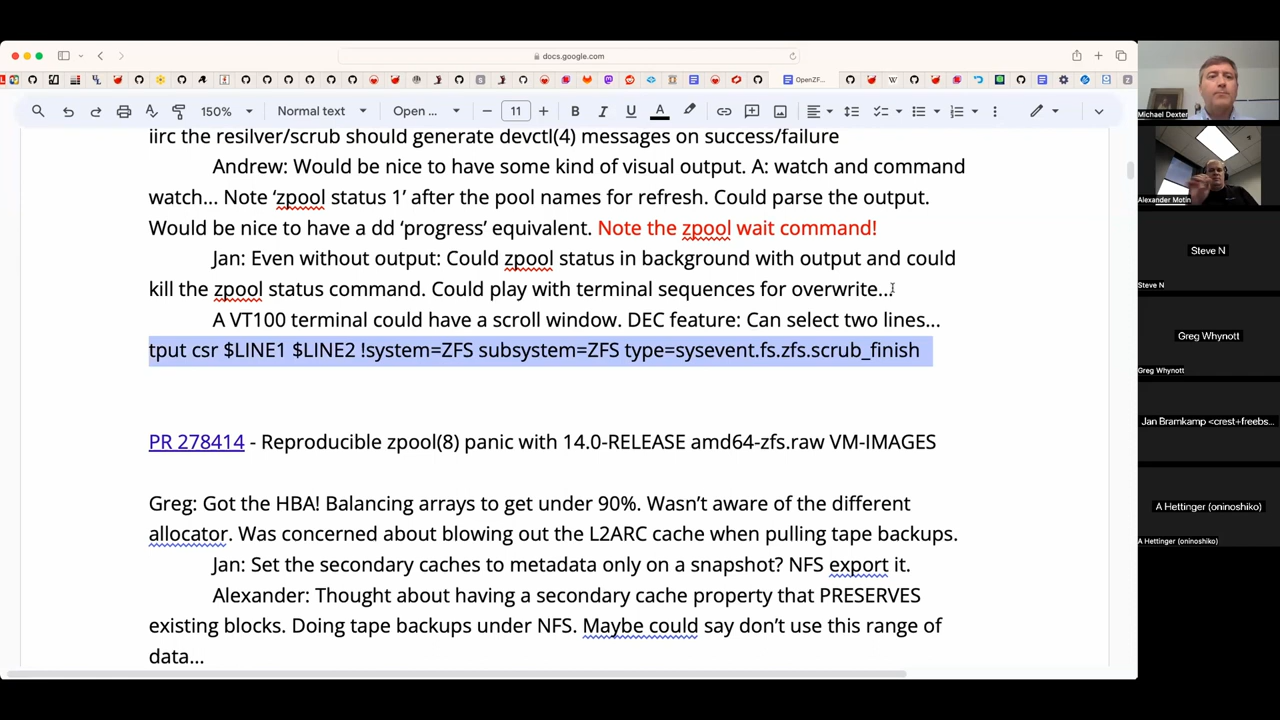 docs.google.com
OpenZF...
150%
Normal text
Open ...
11
iirc the resilver/scrub should generate devctl(4) messages on success/failure
Andrew: Would be nice to have some kind of visual output. A: watch and command
watch... Note ‘zpool status 1’ after the pool names for refresh. Could parse the output.
Would be nice to have a dd ‘progress’ equivalent. Note the zpool wait command!
Jan: Even without output: Could zpool status in background with output and could
kill the zpool status command. Could play with terminal sequences for overwrite...
A VT100 terminal could have a scroll window. DEC feature: Can select two lines...
tput csr $LINE1 $LINE2 !system=ZFS subsystem=ZFS type=sysevent.fs.zfs.scrub_finish
PR 278414 - Reproducible zpool(8) panic with 14.0-RELEASE amd64-zfs.raw VM-IMAGES
Greg: Got the HBA! Balancing arrays to get under 90%. Wasn’t aware of the different
allocator. Was concerned about blowing out the L2ARC cache when pulling tape backups.
Jan: Set the secondary caches to metadata only on a snapshot? NFS export it.
Alexander: Thought about having a secondary cache property that PRESERVES
existing blocks. Doing tape backups under NFS. Maybe could say don’t use this range of
data...
Michael Dexter
Alexander Motin
Steve N
Steve N
Greg Whynott
Greg Whynott
Jan Bramkamp <crest+freebs...
A Hettinger (oninoshiko)
A Hettinger (oninoshiko)